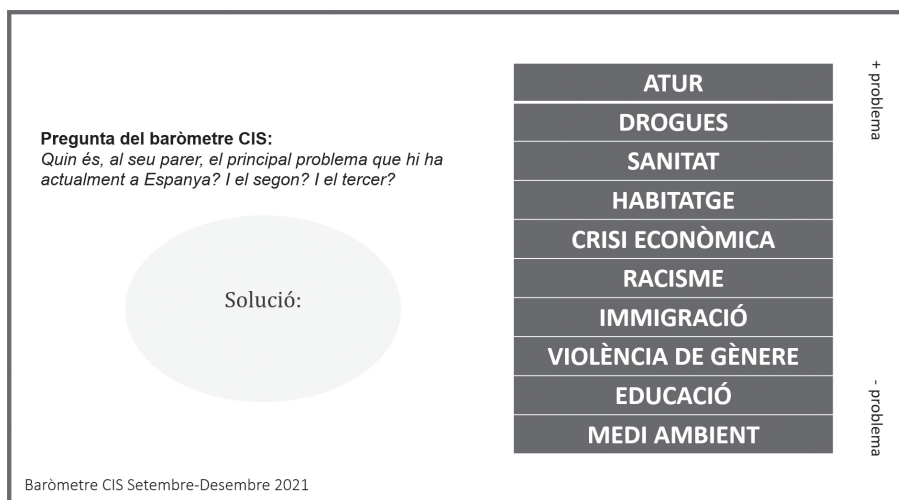 Pregunta del baròmetre CIS:
Quin és, al seu parer, el principal problema que hi ha
actualment a Espanya? I el segon? I el tercer?
Solució:
ATUR
DROGUES
SANITAT
HABITATGE
CRISI ECONÒMICA
RACISME
IMMIGRACIÓ
VIOLÈNCIA DE GÈNERE
EDUCACIÓ
MEDI AMBIENT
+ problema
- problema
Baròmetre CIS Setembre-Desembre 2021